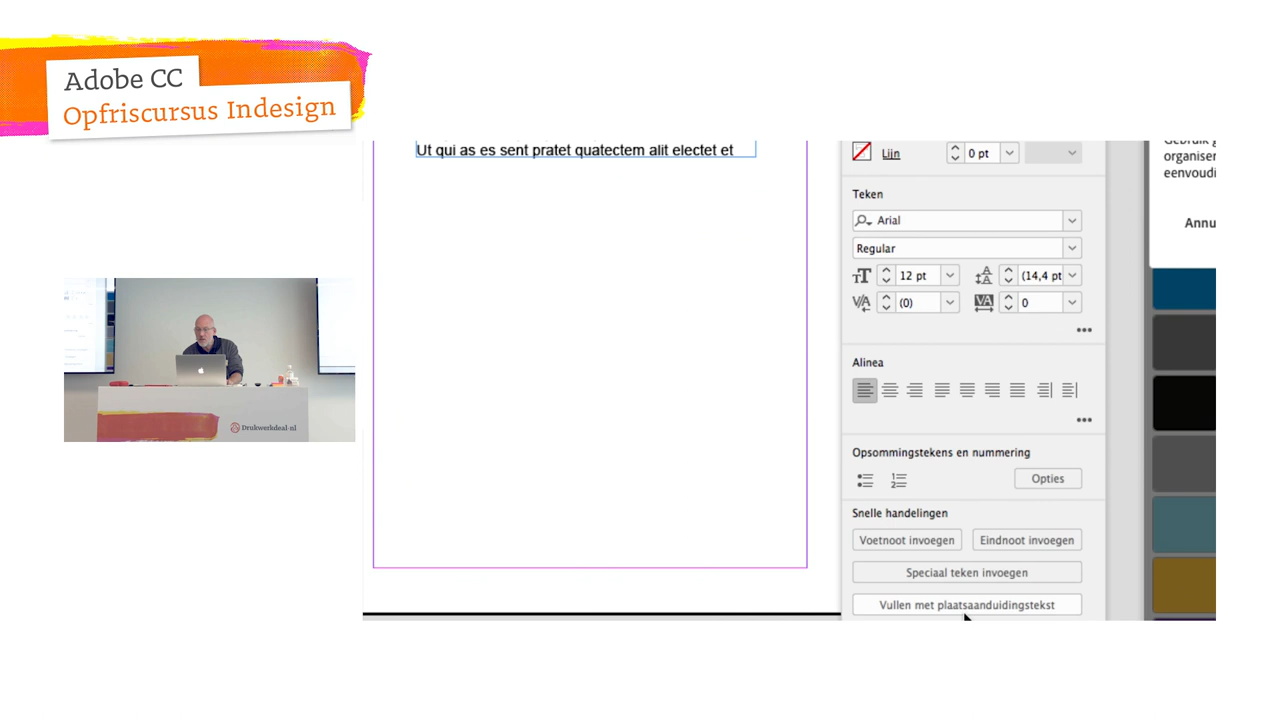 Adobe CC
Opfriscursus Indesign
Ut qui as es sent pratet quatectem alit electet et
Lijn
0 pt
organiser
eenvoudi
Annu
Teken
Arial
Regular
12 pt
(14,4 pt
(0)
0
Alinea
Opsommingstekens en nummering
Opties
Snelle handelingen
Voetnoot invoegen
Eindnoot invoegen
Speciaal teken invoegen
Vullen met plaatsaanduidingstekst
Drukwerkdeal.nl